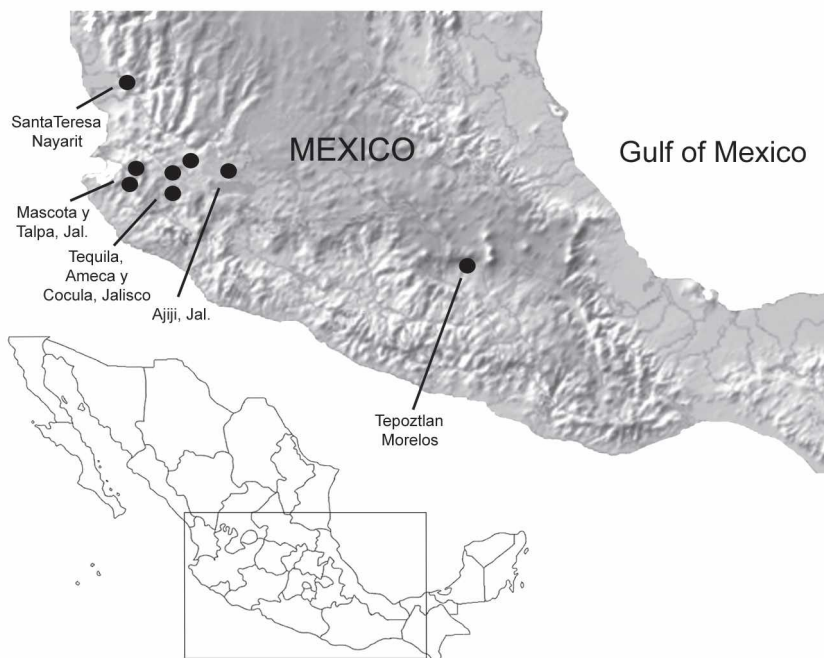 SantaTeresa
Nayarit
MEXICO
Gulf of Mexico
Mascota y
Talpa, Jal.
Tequila,
Ameca y
Cocula, Jalisco
Ajiji, Jal.
Tepoztlan
Morelos